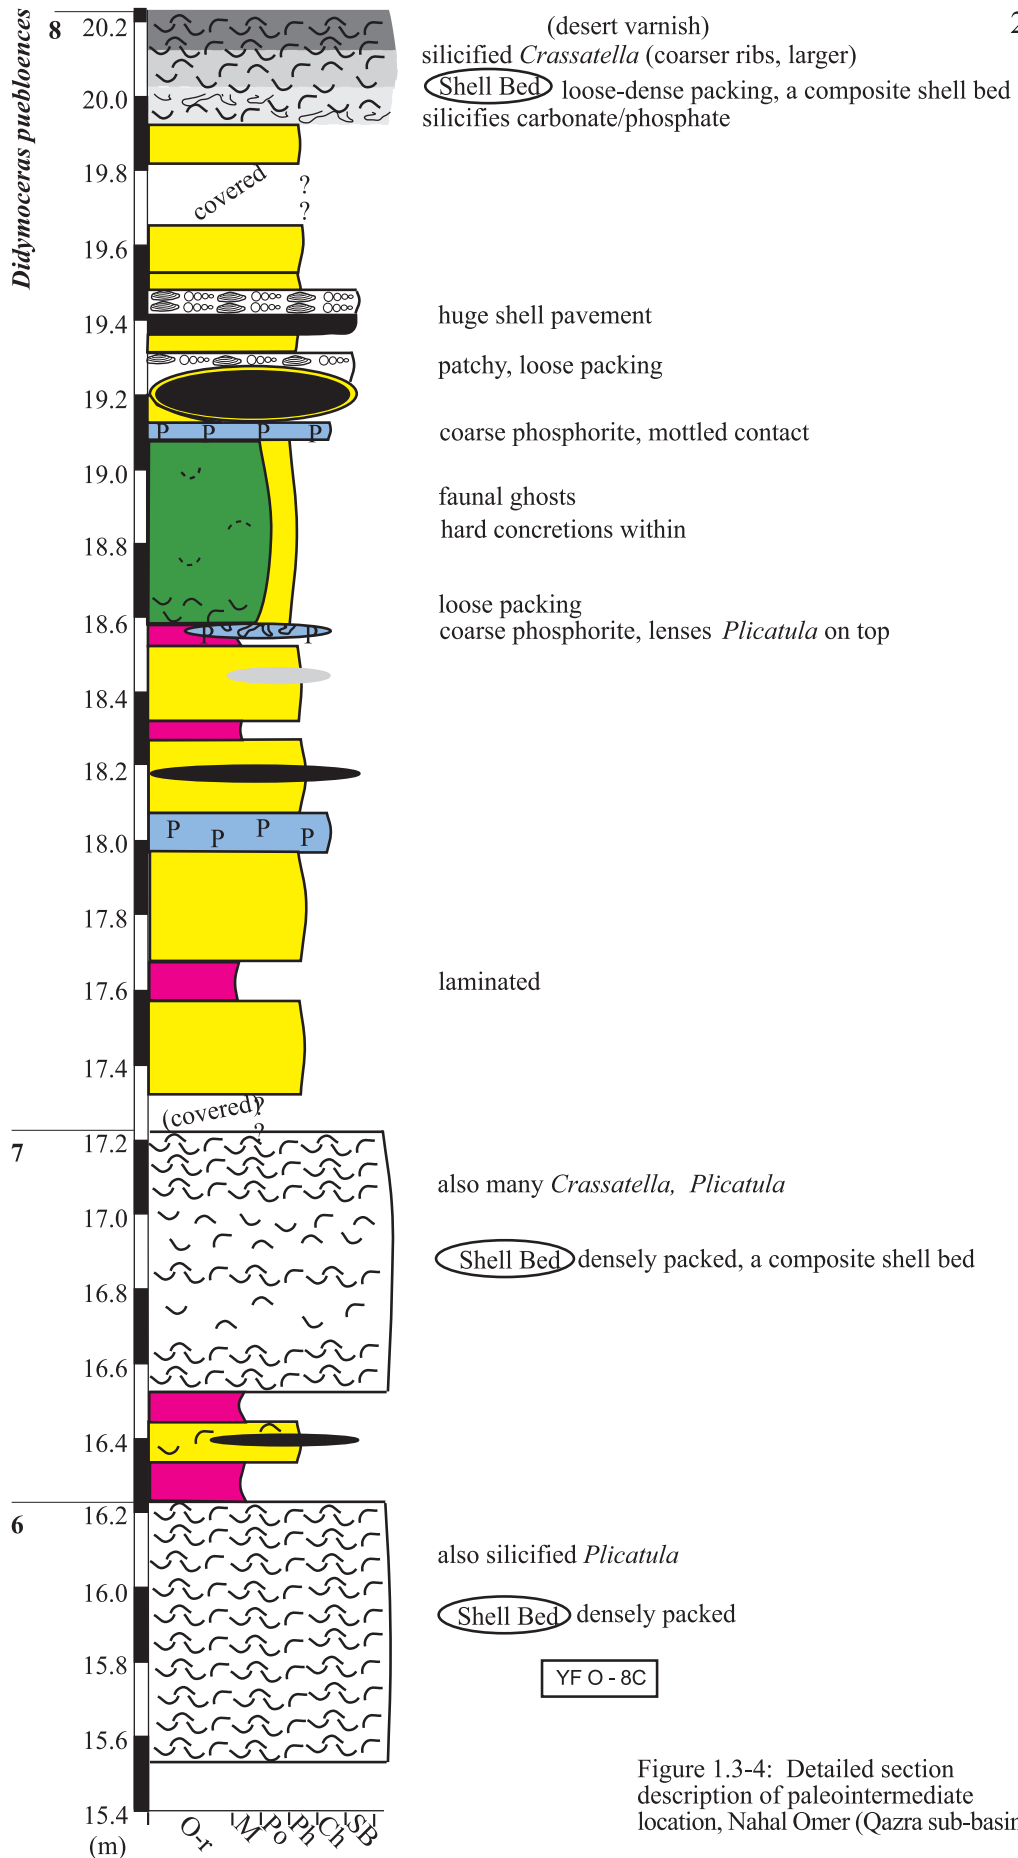 Didymoceras puebloences
8
20.2
(desert varnish)
2
silicified Crassatella (coarser ribs, larger)
Shell Bed loose-dense packing, a composite shell bed
20.0
silicifies carbonate/phosphate
19.8
covered
?
?
19.6
huge shell pavement
19.4
patchy, loose packing
19.2
P P P P
coarse phosphorite, mottled contact
19.0
faunal ghosts
hard concretions within
18.8
loose packing
18.6
P P
coarse phosphorite, lenses Plicatula on top
18.4
18.2
P P P P
18.0
17.8
laminated
17.6
17.4
(covered)?
?
7
17.2
also many Crassatella, Plicatula
17.0
Shell Bed densely packed, a composite shell bed
16.8
16.6
16.4
16.2
6
also silicified Plicatula
16.0
Shell Bed densely packed
15.8
YF O - 8C
15.6
Figure 1.3-4: Detailed section
description of paleointermediate
location, Nahal Omer (Qazra sub-basin
15.4
(m)
O-r M Po Ph Ch SB